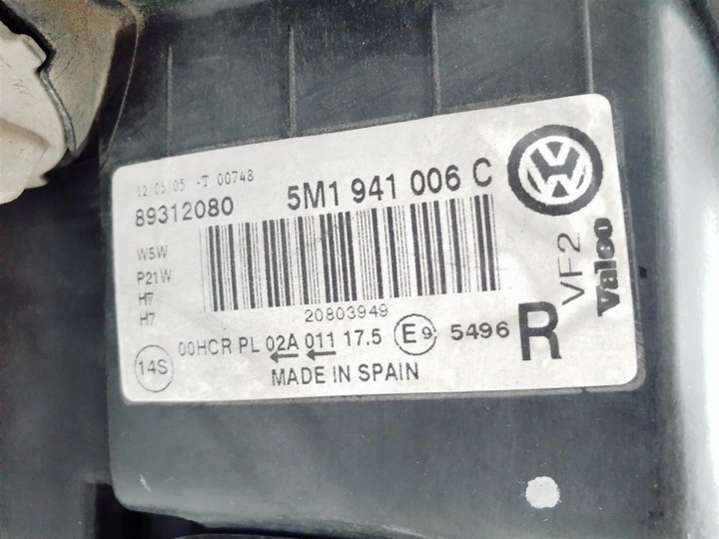 12.05.05 -T 00748
89312080 5M1 941 006 C
W5W
P21W
H7
H7
20803949
VF2
Valeo
14S
00HCR PL 02A 011 17.5 E9 5496 R
MADE IN SPAIN